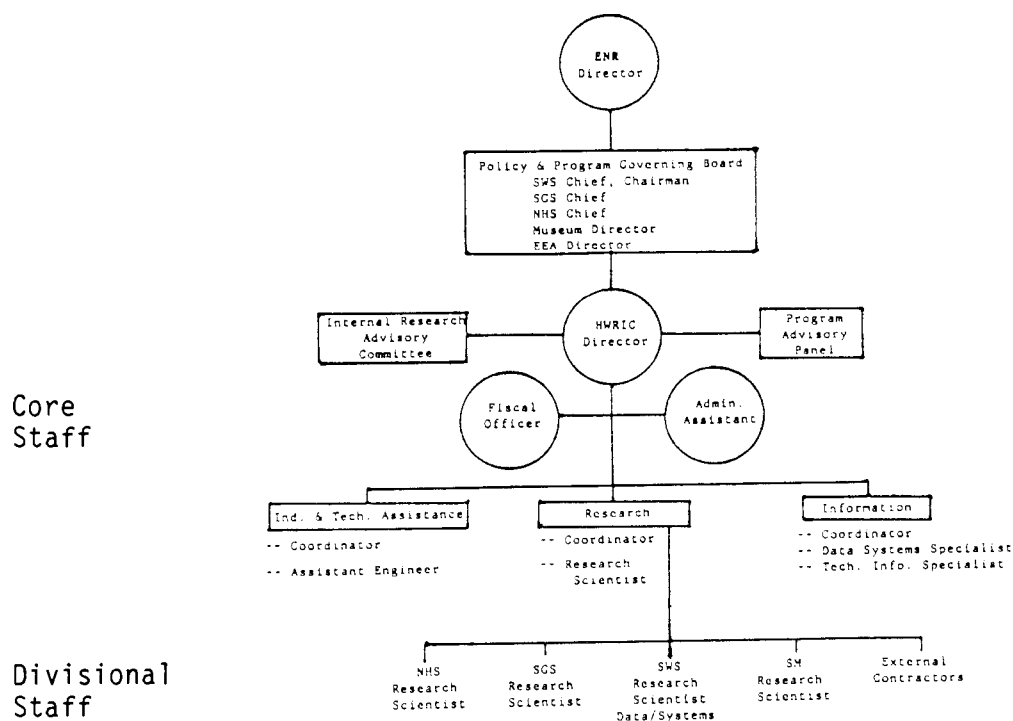 ENR
Director
Policy & Program Governing Board
SWS Chief, Chairman
SGS Chief
NHS Chief
Museum Director
EEA Director
Internal Research
Advisory
Committee
HWRIC
Director
Program
Advisory
Panel
Core
Staff
Fiscal
Officer
Admin.
Assistant
Ind. & Tech. Assistance
-- Coordinator
-- Assistant Engineer
Research
-- Coordinator
-- Research
Scientist
Information
-- Coordinator
-- Data Systems Specialist
-- Tech. Info. Specialist
Divisional
Staff
NHS
Research
Scientist
SGS
Research
Scientist
SWS
Research
Scientist
Data/Systems
SM
Research
Scientist
External
Contractors